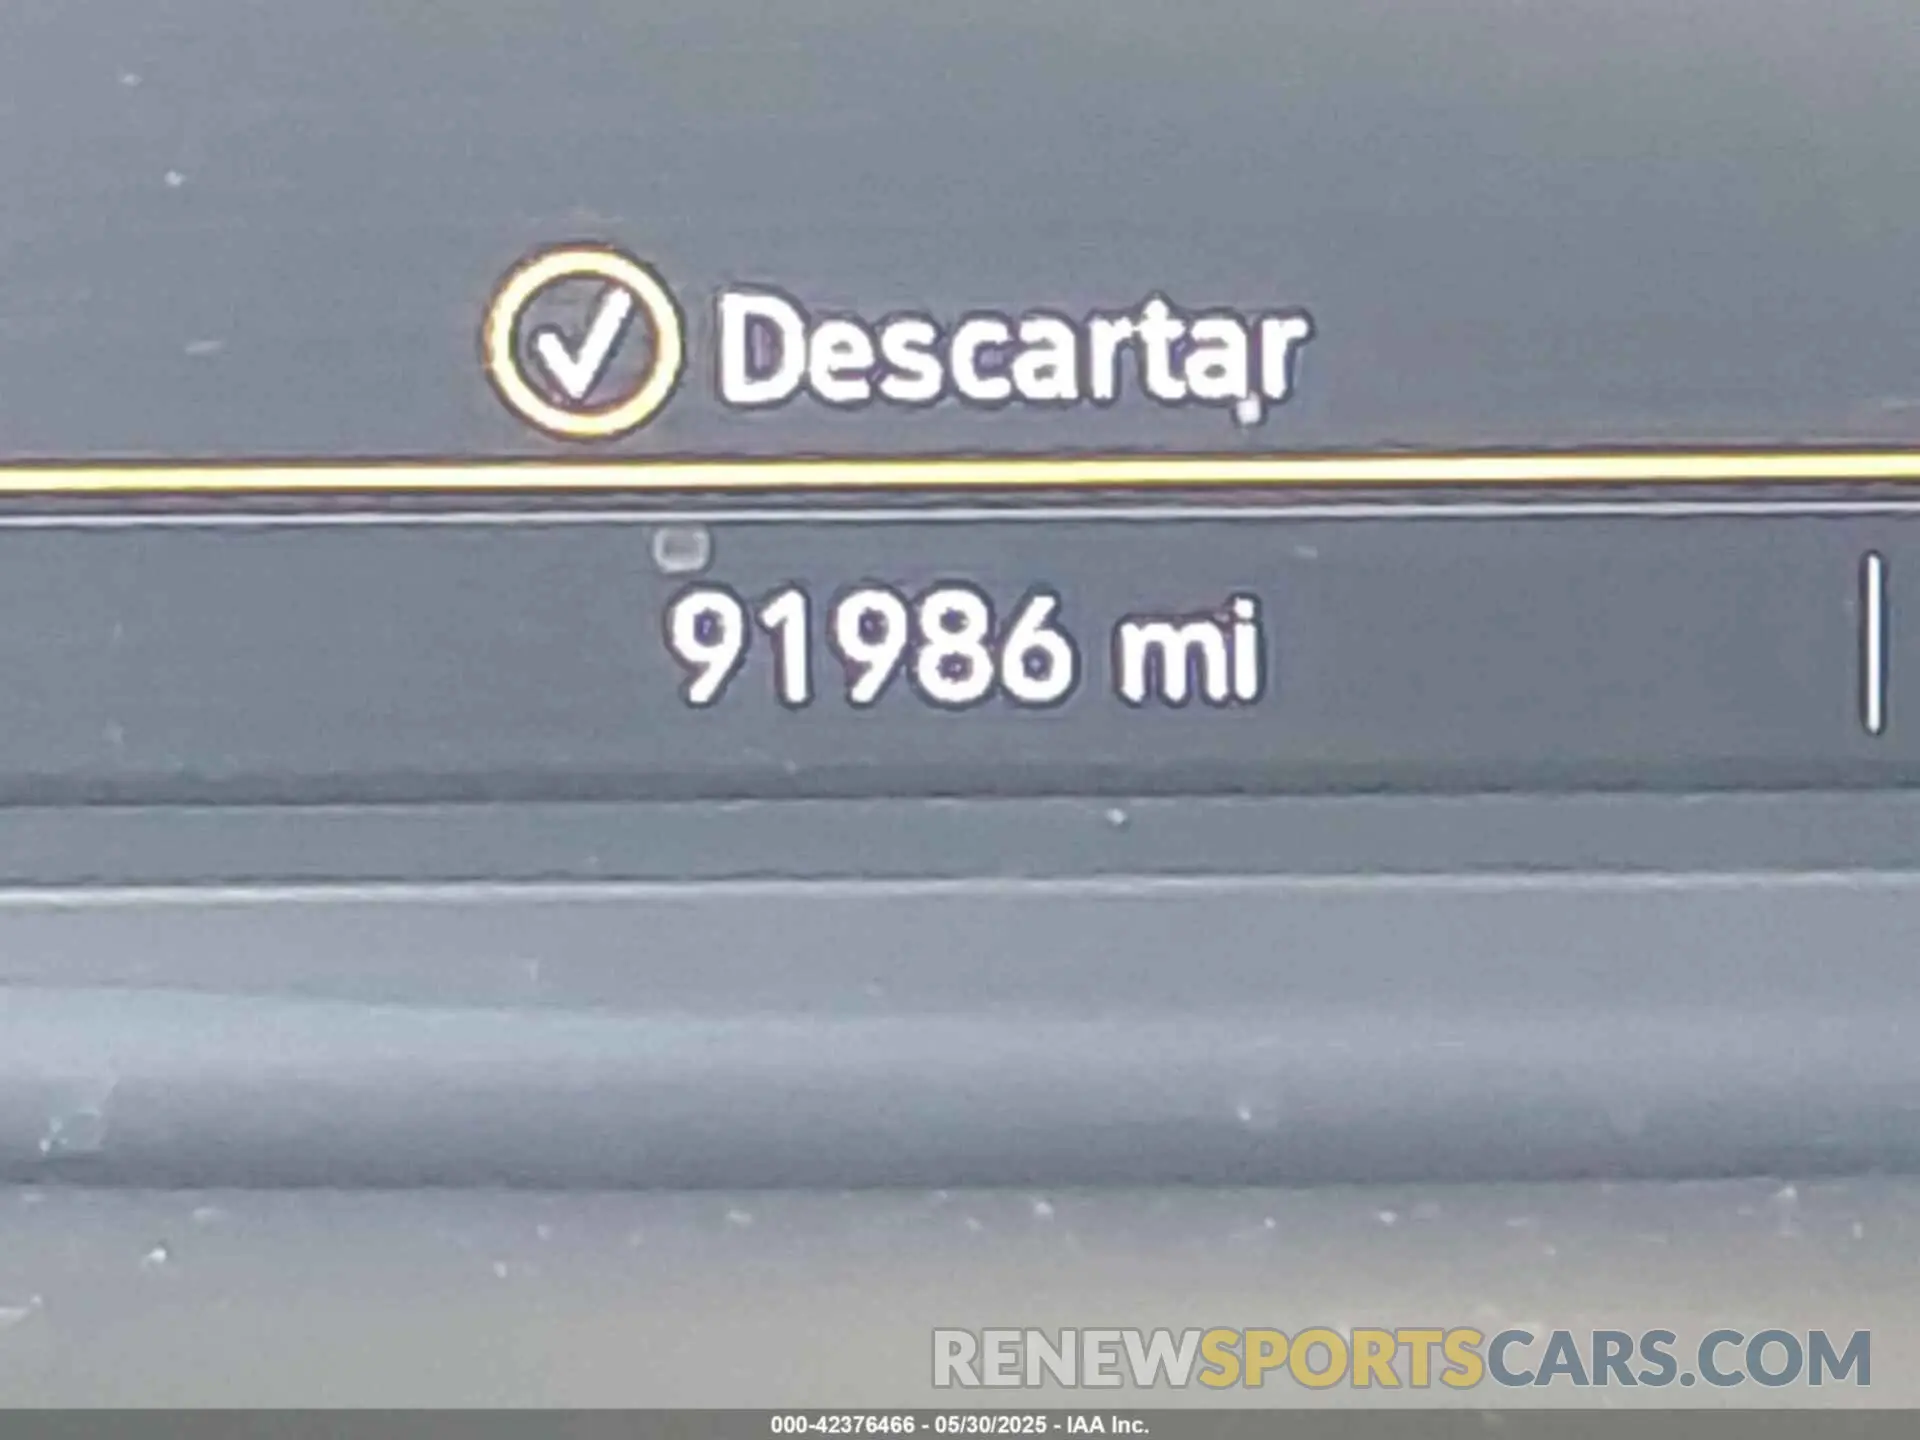 Descartar
91986 mi
RENEWSPORTSCARS.COM
000-42376466 - 05/30/2025 - IAA Inc.